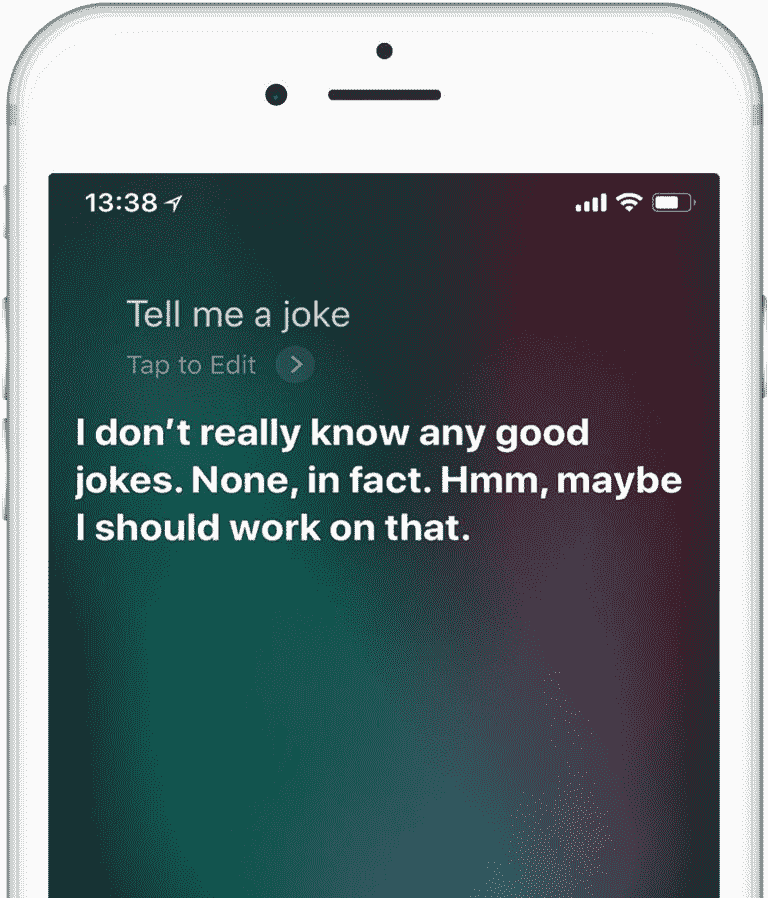 13:38
Tell me a joke
Tap to Edit
I don’t really know any good
jokes. None, in fact. Hmm, maybe
I should work on that.